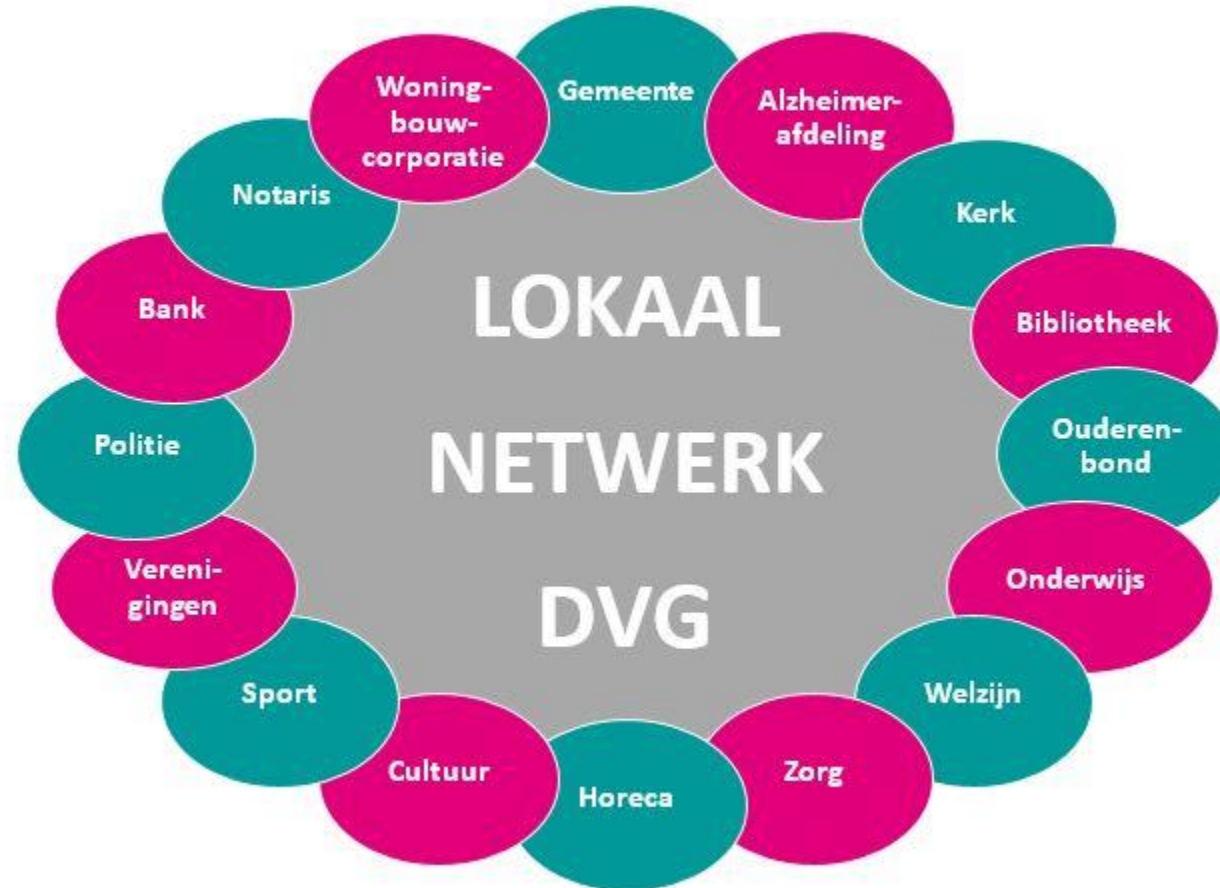 Gemeente
Alzheimer-
afdeling
Kerk
Bibliotheek
Ouderen-
bond
Onderwijs
Welzijn
Zorg
Horeca
Cultuur
Sport
Vereni-
gingen
Politie
Bank
Notaris
Woning-
bouw-
corporatie
LOKAAL
NETWERK
DVG